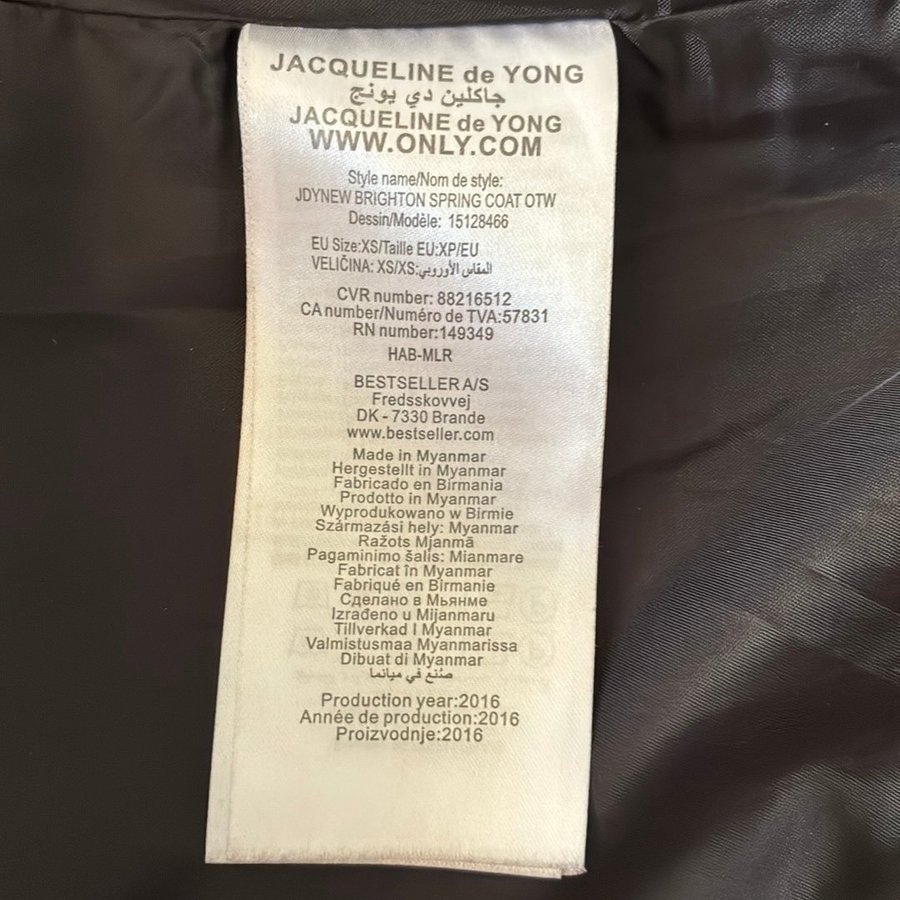 JACQUELINE de YONG
جاكلين دي يونج
JACQUELINE de YONG
WWW.ONLY.COM
Style name/Nom de style:
JDYNEW BRIGHTON SPRING COAT OTW
Dessin/Modèle: 15128466
EU Size:XS/Taille EU:XP/EU
VELIČINA: XS/XS:المقاس الأوروبي
CVR number: 88216512
CA number/Numéro de TVA:57831
RN number:149349
HAB-MLR
BESTSELLER A/S
Fredsskovvej
DK - 7330 Brande
www.bestseller.com
Made in Myanmar
Hergestellt in Myanmar
Fabricado en Birmania
Prodotto in Myanmar
Wyprodukowano w Birmie
Származási hely: Myanmar
Ražots Mjanmā
Pagaminimo šalis: Mianmare
Fabricat în Myanmar
Fabriqué en Birmanie
Сделано в Мьянме
Izrađeno u Mijanmaru
Tillverkad I Myanmar
Valmistusmaa Myanmarissa
Dibuat di Myanmar
صنع في ميانما
Production year:2016
Année de production:2016
Proizvodnje:2016